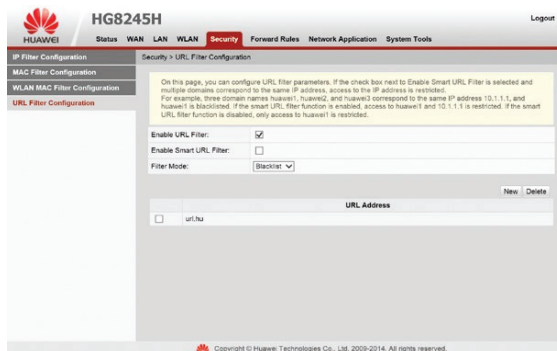 HG8245H
Logout
HUAWEI
Status WAN LAN WLAN Security Forward Rules Network Application System Tools
IP Filter Configuration
MAC Filter Configuration
WLAN MAC Filter Configuration
URL Filter Configuration
Security > URL Filter Configuration
On this page, you can configure URL filter parameters. If the check box next to Enable Smart URL Filter is selected and
multiple domains correspond to the same IP address, access to the IP address is restricted.
For example, three domain names huawei1, huawei2, and huawei3 correspond to the same IP address 10.1.1.1, and
huawei1 is blacklisted. If the smart URL filter function is enabled, access to huawei1 and 10.1.1.1 is restricted. If the smart
URL filter function is disabled, only access to huawei1 is restricted.
Enable URL Filter:
Enable Smart URL Filter:
Filter Mode: Blacklist
New Delete
URL Address
url.hu
Copyright © Huawei Technologies Co., Ltd. 2009-2014. All rights reserved.